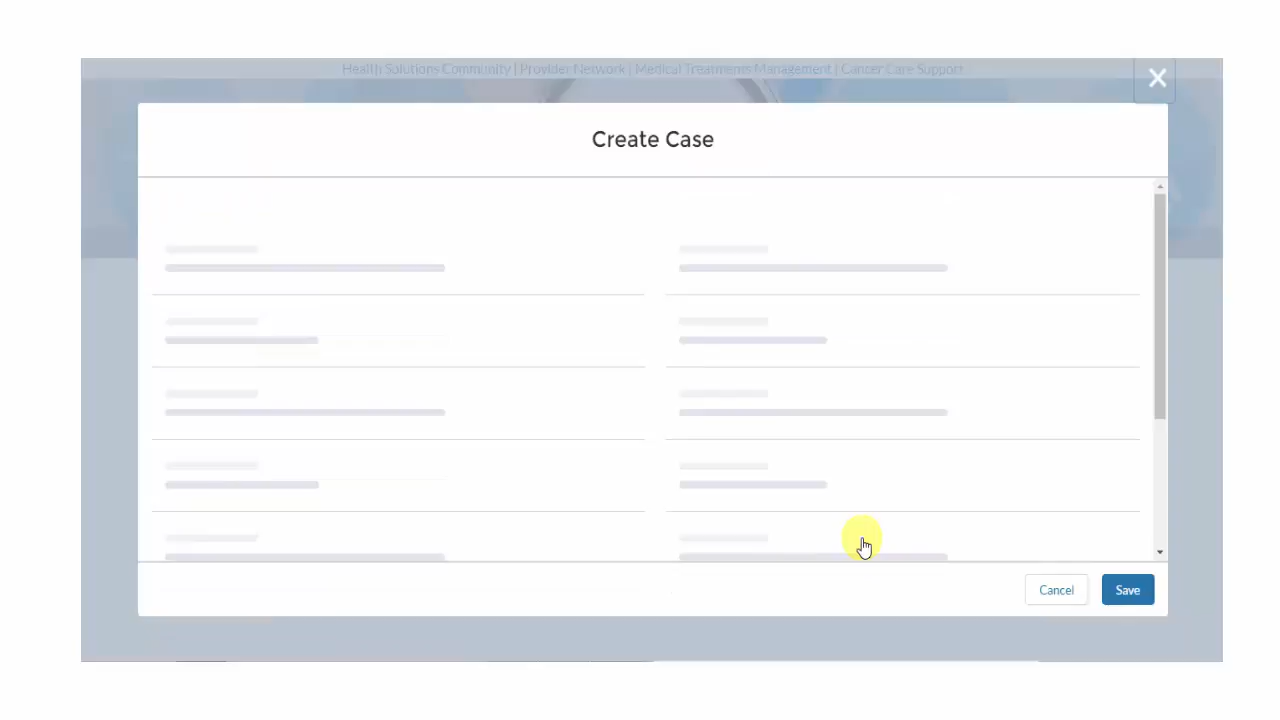 Health Solutions Community | Provider Network | Medical Treatments Management | Cancer Care Support
Create Case
Cancel
Save